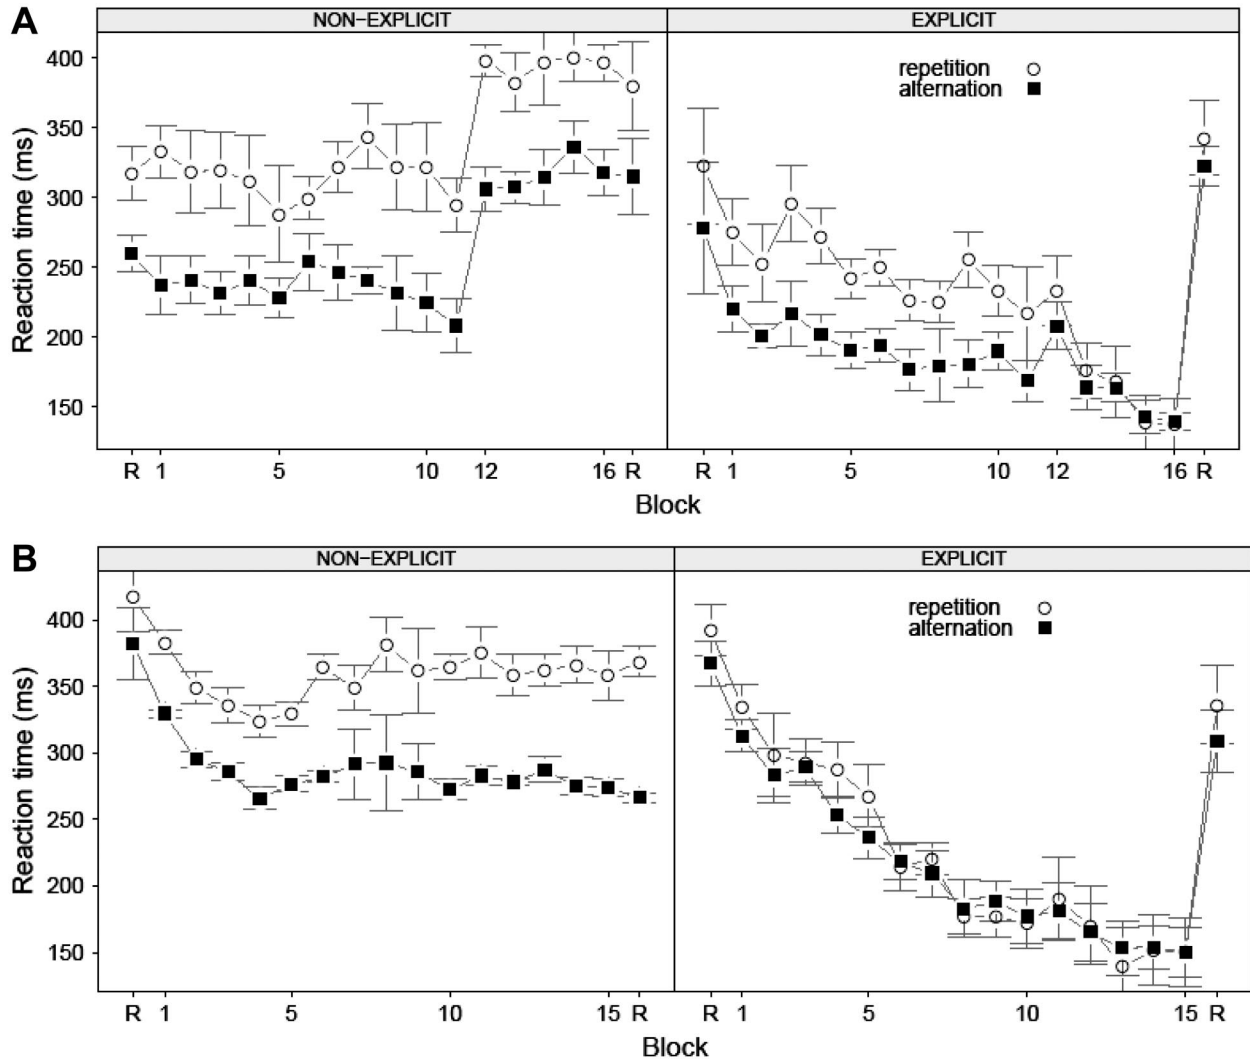 A
NON-EXPLICIT EXPLICIT
Reaction time (ms)
400
350
300
250
200
150
repetition
alternation
R 1 5 10 12 16 R R 1 5 10 12 16 R
Block
B
NON-EXPLICIT EXPLICIT
Reaction time (ms)
400
350
300
250
200
150
repetition
alternation
R 1 5 10 15 R R 1 5 10 15 R
Block